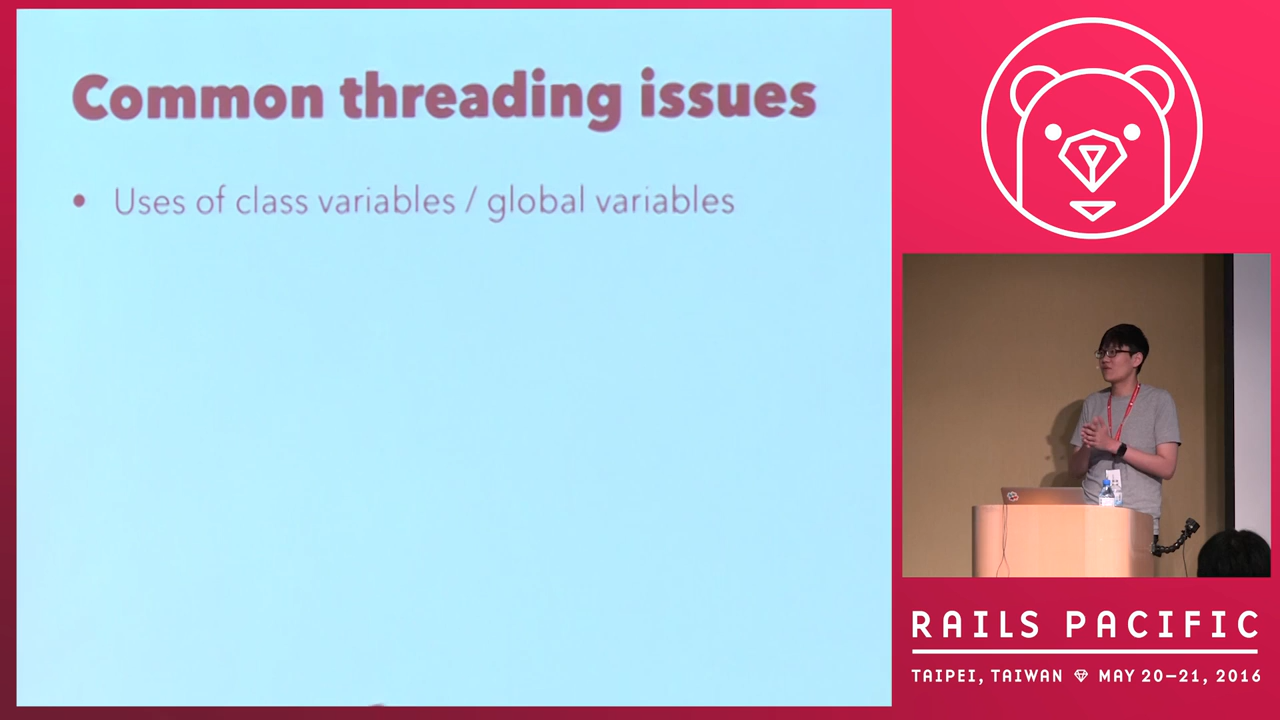 Common threading issues
• Uses of class variables / global variables
RAILS PACIFIC
TAIPEI, TAIWAN MAY 20–21, 2016